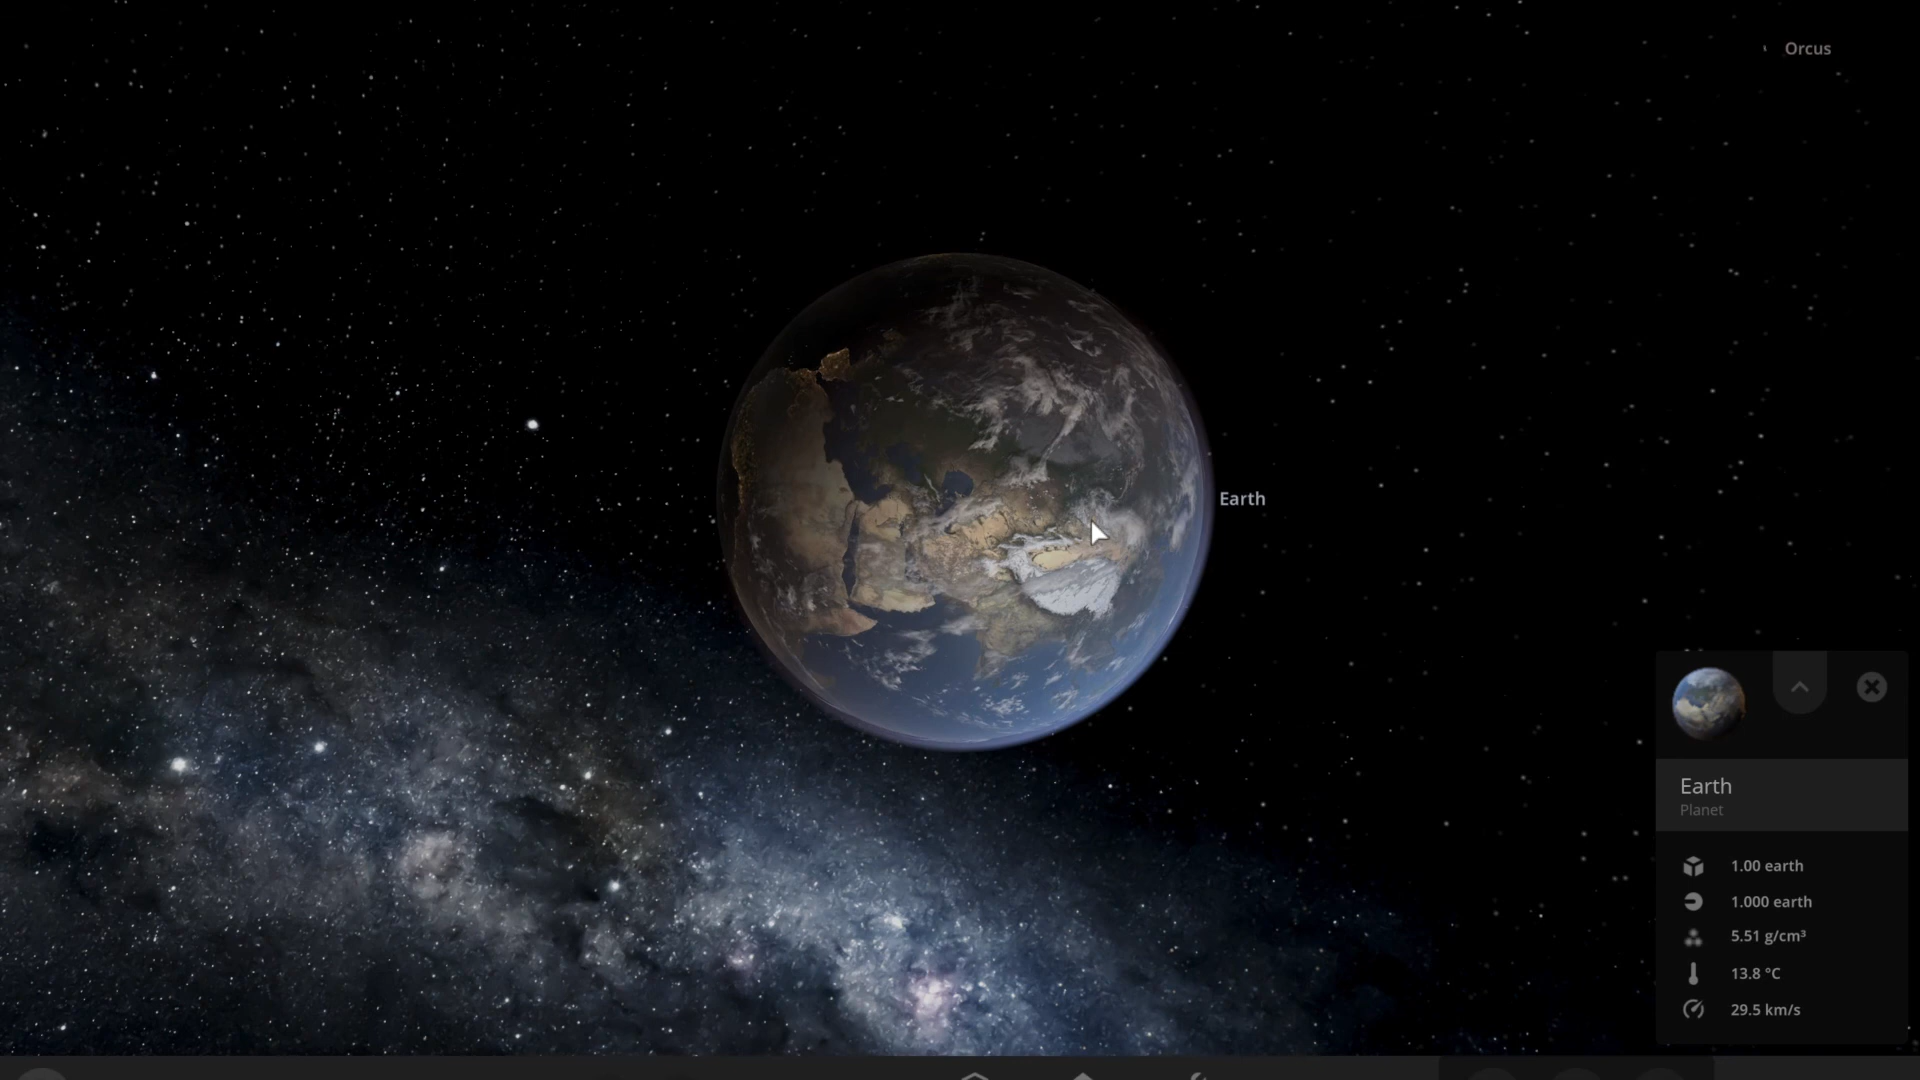 Orcus
Earth
Earth
Planet
1.00 earth
1.000 earth
5.51 g/cm³
13.8 °C
29.5 km/s